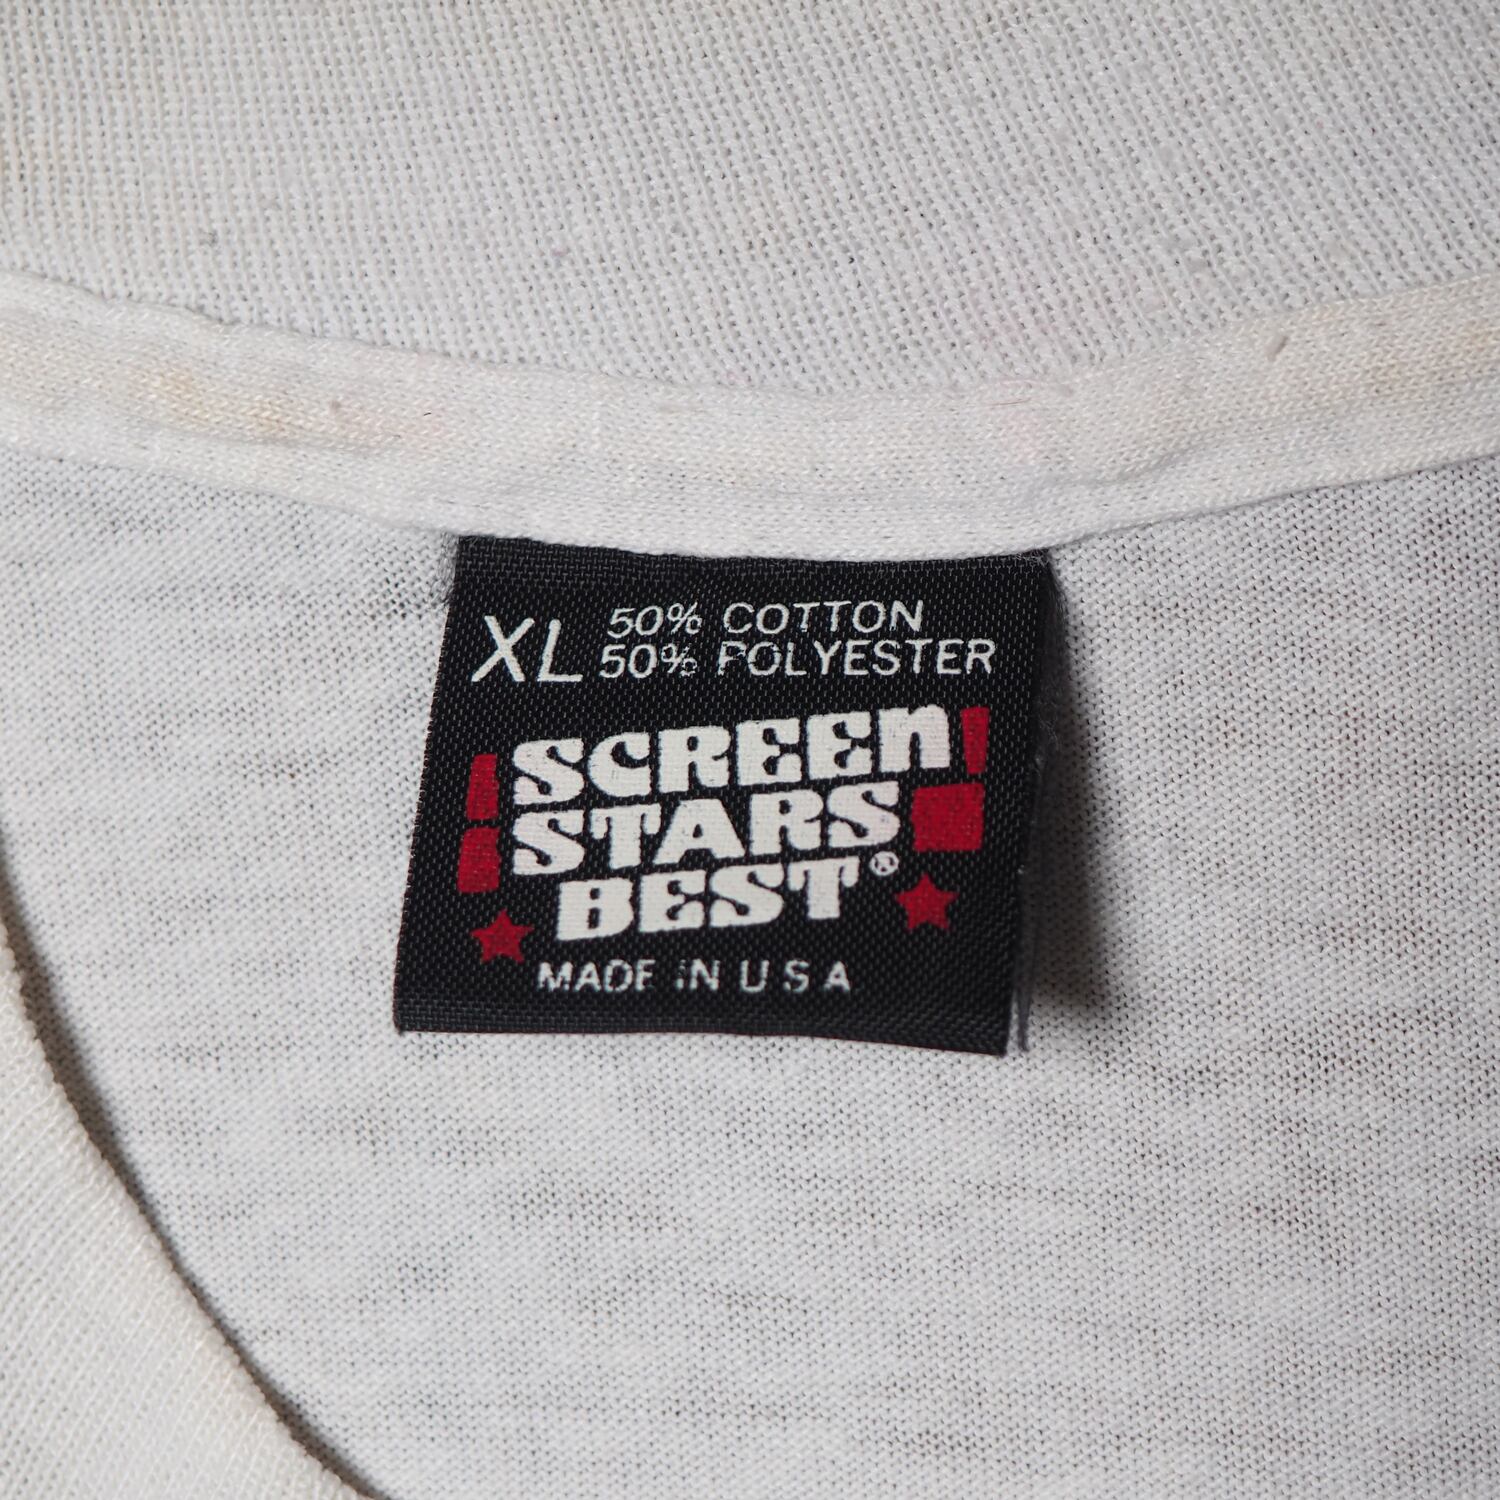 XL 50% COTTON
50% POLYESTER
SCREEN
STARS
BEST®
MADE IN U S A